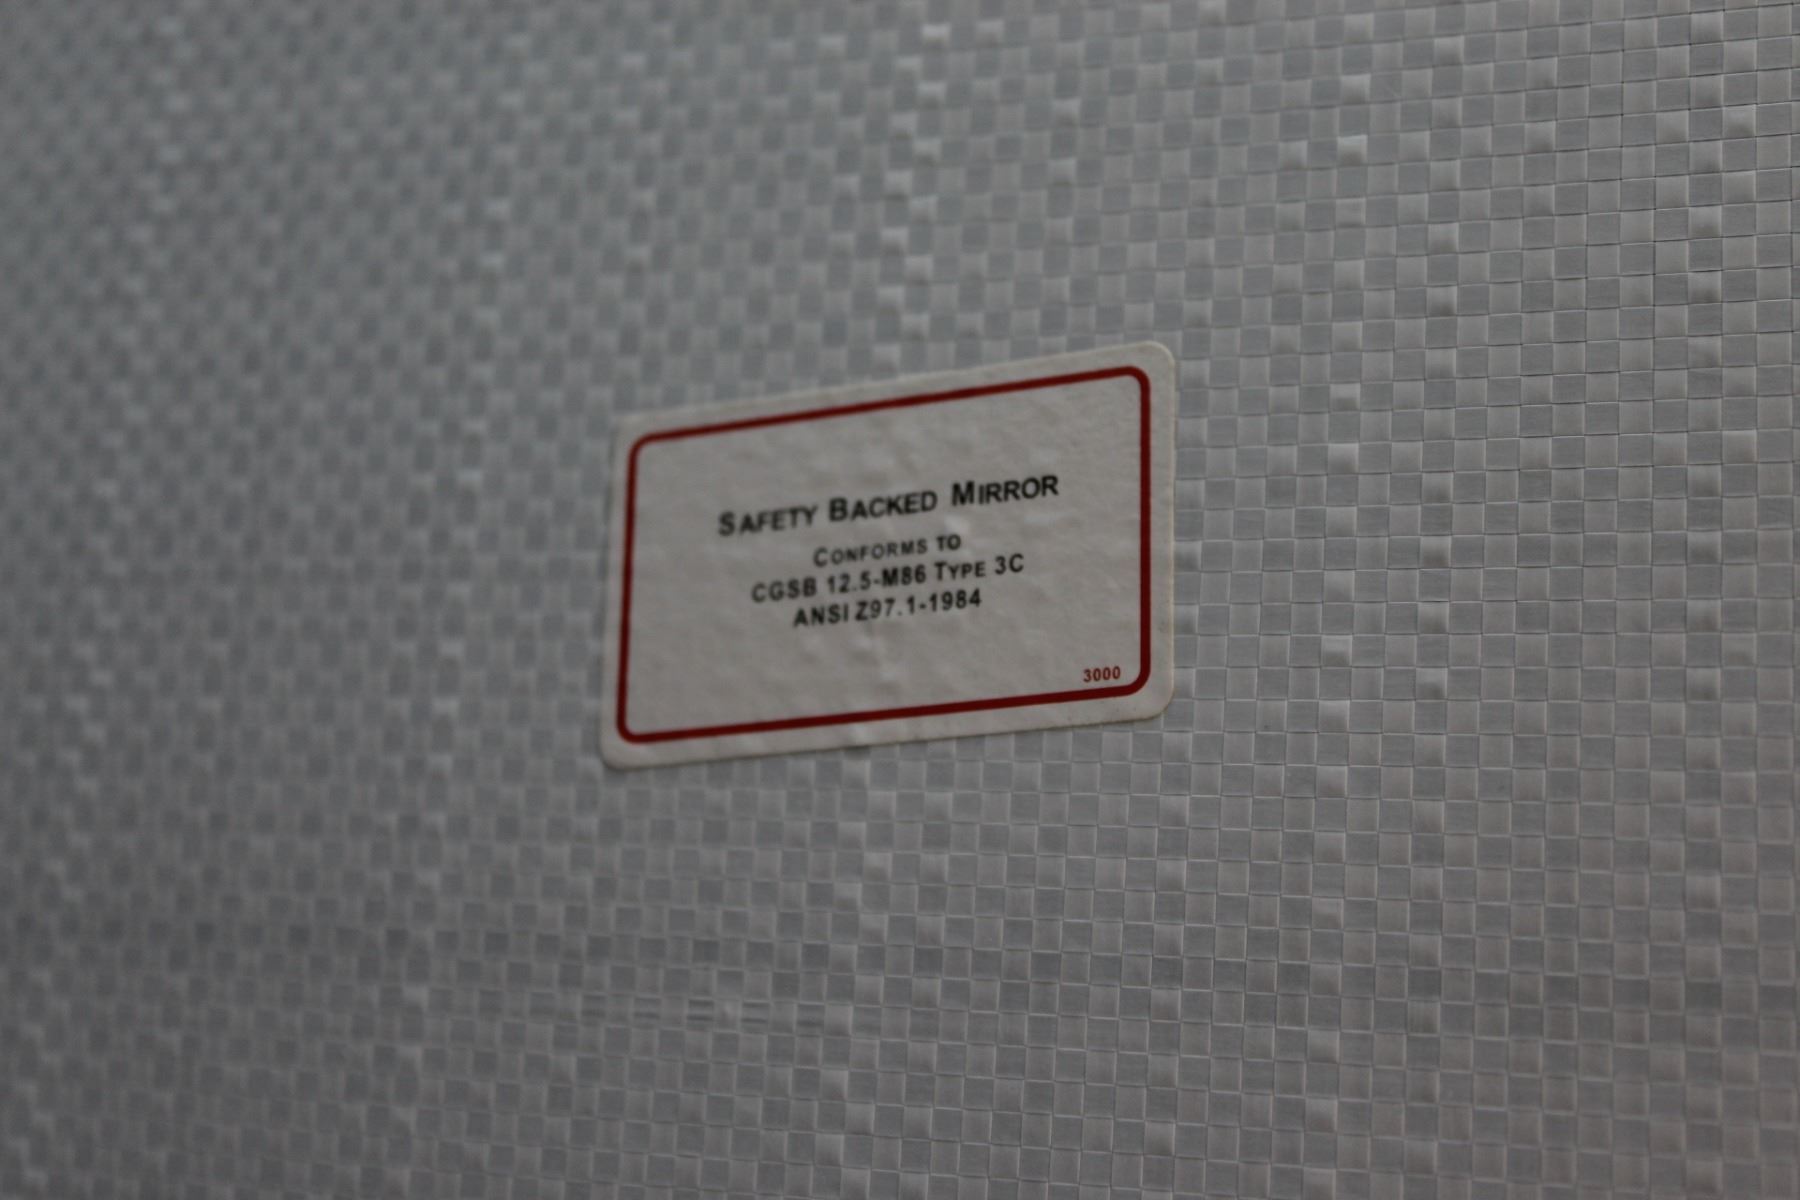 SAFETY BACKED MIRROR
CONFORMS TO
CGSB 12.5-M86 TYPE 3C
ANSI Z97.1-1984
3000